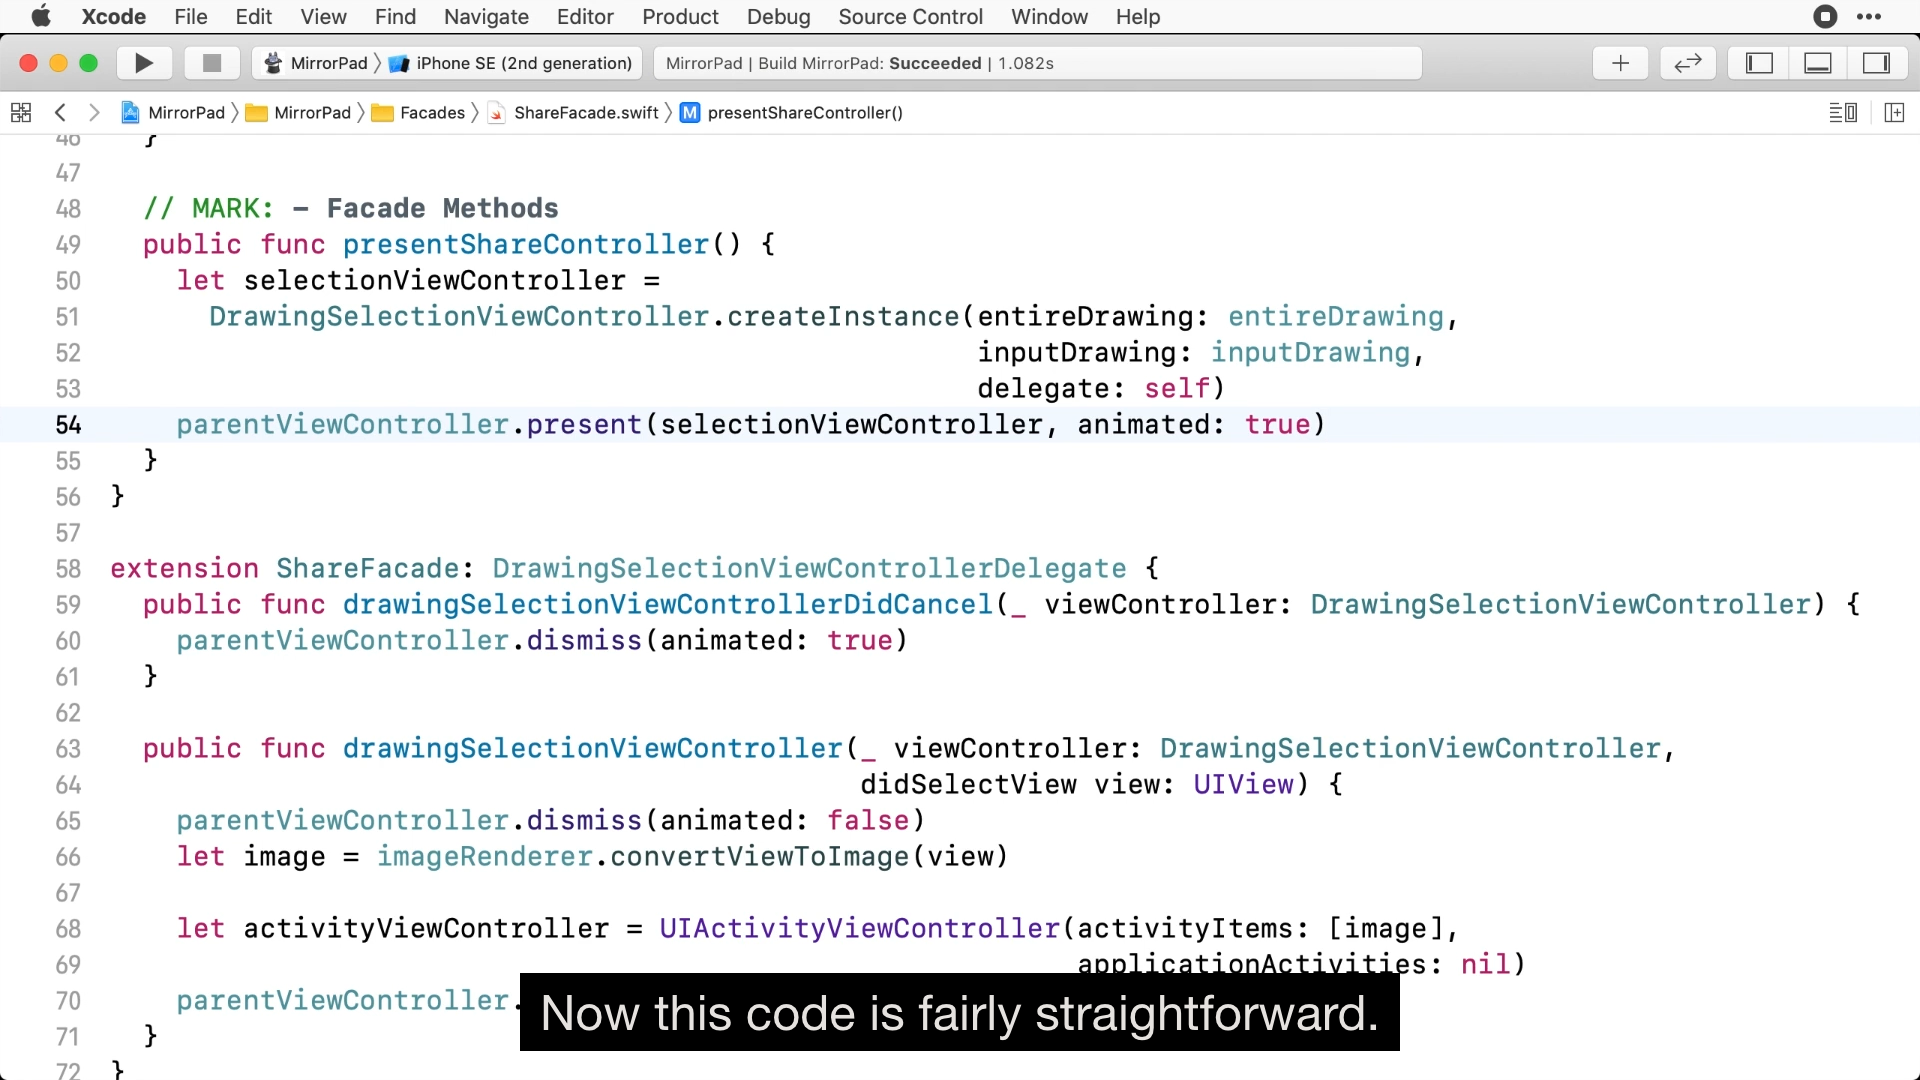 Xcode File Edit View Find Navigate Editor Product Debug Source Control Window Help
MirrorPad iPhone SE (2nd generation) MirrorPad | Build MirrorPad: Succeeded | 1.082s
MirrorPad MirrorPad Facades ShareFacade.swift M presentShareController()
46 }
47
48 // MARK: - Facade Methods
49 public func presentShareController() {
50 let selectionViewController =
51 DrawingSelectionViewController.createInstance(entireDrawing: entireDrawing,
52 inputDrawing: inputDrawing,
53 delegate: self)
54 parentViewController.present(selectionViewController, animated: true)
55 }
56 }
57
58 extension ShareFacade: DrawingSelectionViewControllerDelegate {
59 public func drawingSelectionViewControllerDidCancel(_ viewController: DrawingSelectionViewController) {
60 parentViewController.dismiss(animated: true)
61 }
62
63 public func drawingSelectionViewController(_ viewController: DrawingSelectionViewController,
64 didSelectView view: UIView) {
65 parentViewController.dismiss(animated: false)
66 let image = imageRenderer.convertViewToImage(view)
67
68 let activityViewController = UIActivityViewController(activityItems: [image],
69 applicationActivities: nil)
70 parentViewController.
71 }
72 }
Now this code is fairly straightforward.